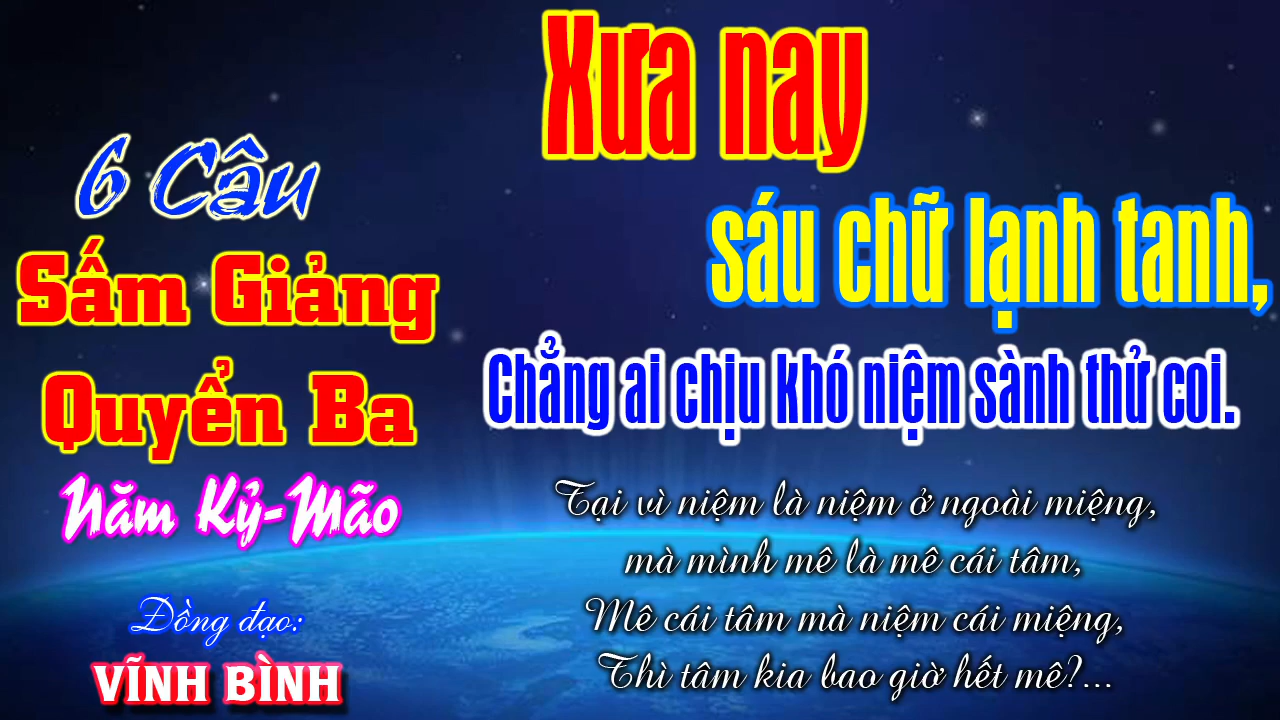 6 Câu
Sấm Giảng
Quyển Ba
Năm Kỷ-Mão
Đồng đạo:
VĨNH BÌNH
Xưa nay
sáu chữ lạnh tanh,
Chẳng ai chịu khó niệm sành thử coi.
Tại vì niệm là niệm ở ngoài miệng,
mà mình mê là mê cái tâm,
Mê cái tâm mà niệm cái miệng,
Thì tâm kia bao giờ hết mê?...